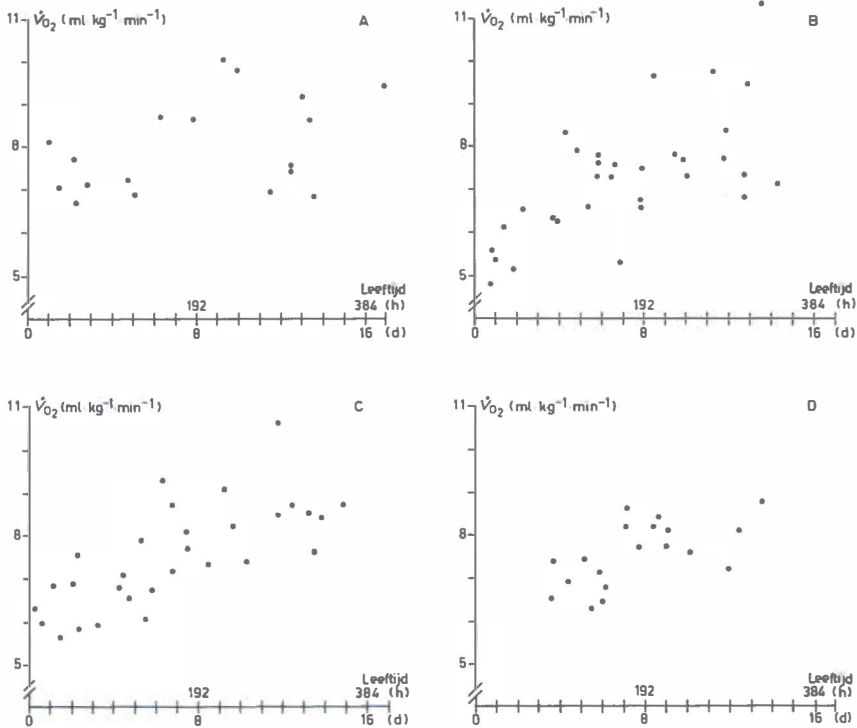 11 V̇O₂ (ml kg⁻¹ min⁻¹) A
8
5
Leeftijd
192 384 (h)
0 8 16 (d)
11 V̇O₂ (ml kg⁻¹ min⁻¹) B
8
5
Leeftijd
192 384 (h)
0 8 16 (d)
11 V̇O₂ (ml kg⁻¹ min⁻¹) C
8
5
Leeftijd
192 384 (h)
0 8 16 (d)
11 V̇O₂ (ml kg⁻¹ min⁻¹) D
8
5
Leeftijd
192 384 (h)
0 8 16 (d)